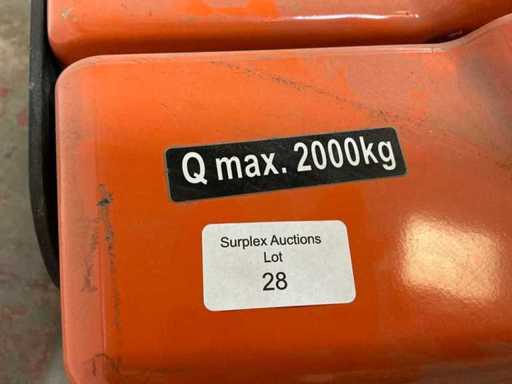 Q max. 2000kg
Surplex Auctions
Lot
28